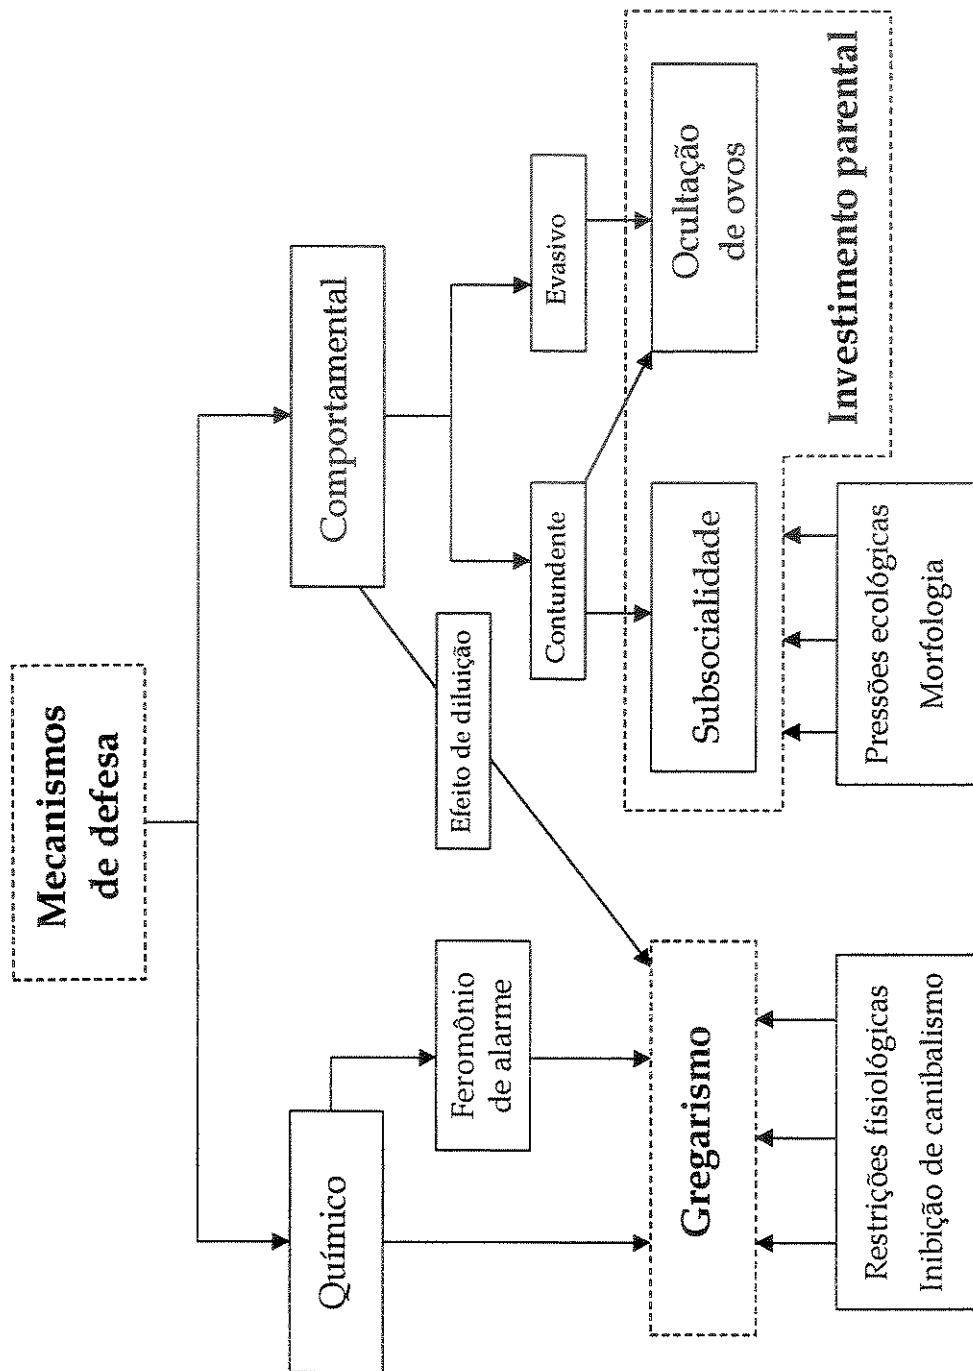 Mecanismos
de defesa
Químico
Comportamental
Feromônio
de alarme
Efeito de diluição
Contundente
Evasivo
Gregarismo
Subsocialidade
Ocultação
de ovos
Investimento parental
Restrições fisiológicas
Inibição de canibalismo
Pressões ecológicas
Morfologia